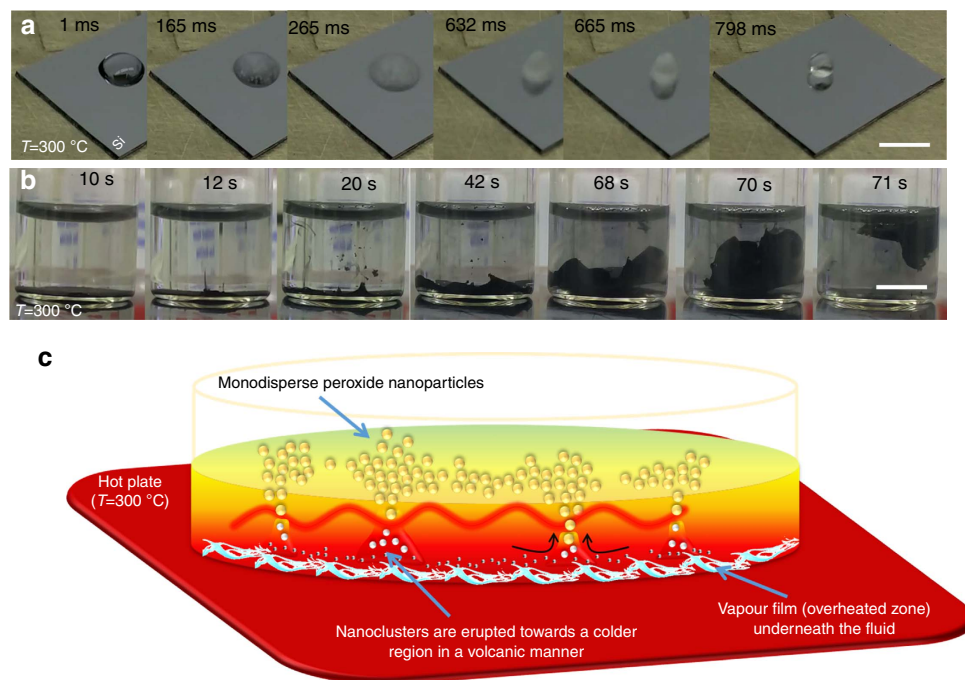 a
1 ms
165 ms
265 ms
632 ms
665 ms
798 ms
Si
T=300 °C
b
10 s
12 s
20 s
42 s
68 s
70 s
71 s
T=300 °C
c
Monodisperse peroxide nanoparticles
Hot plate
(T=300 °C)
Nanoclusters are erupted towards a colder
region in a volcanic manner
Vapour film (overheated zone)
underneath the fluid